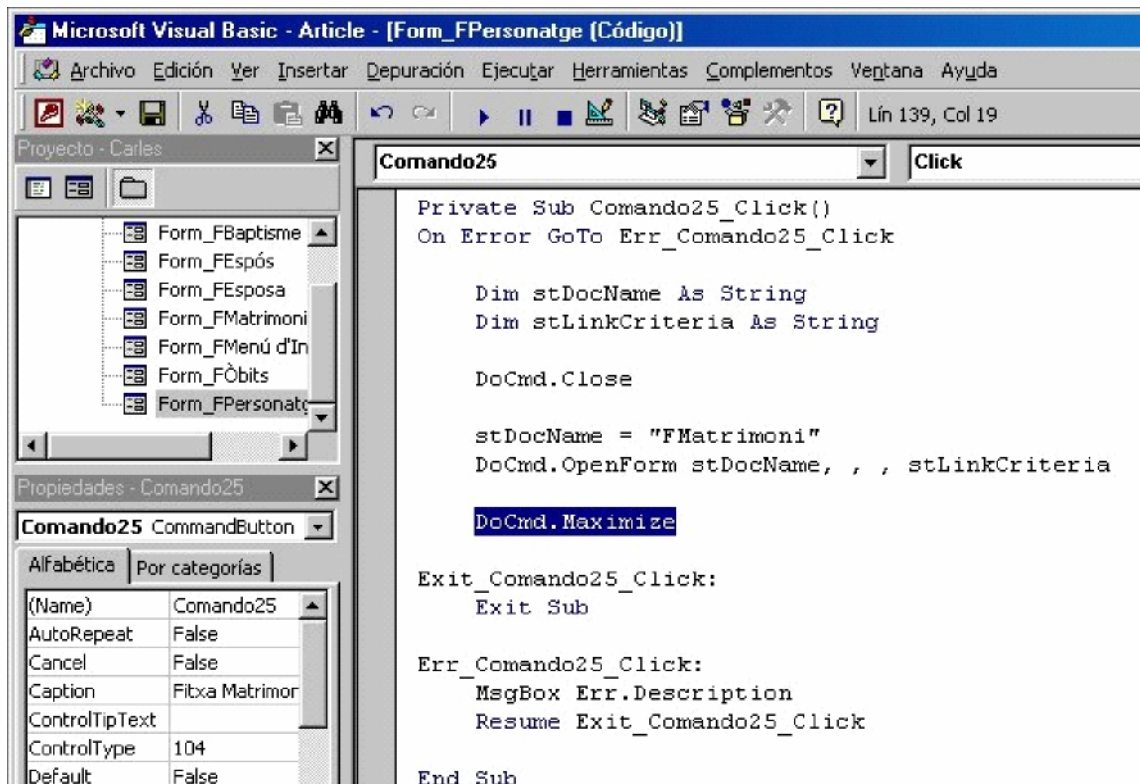 Microsoft Visual Basic - Article - [Form_FPersonatge (Código)]
Archivo Edición Ver Insertar Depuración Ejecutar Herramientas Complementos Ventana Ayuda
Lín 139, Col 19
Proyecto - Carles
Form_FBaptisme
Form_FEspós
Form_FEsposa
Form_FMatrimoni
Form_FMenú d'In
Form_FÒbits
Form_FPersonatg
Propiedades - Comando25
Comando25 CommandButton
Alfabética Por categorías
(Name) Comando25
AutoRepeat False
Cancel False
Caption Fitxa Matrimor
ControlTipText
ControlType 104
Default False
Comando25 Click
Private Sub Comando25_Click()
On Error GoTo Err_Comando25_Click
Dim stDocName As String
Dim stLinkCriteria As String
DoCmd.Close
stDocName = "FMatrimoni"
DoCmd.OpenForm stDocName, , , stLinkCriteria
DoCmd.Maximize
Exit_Comando25_Click:
Exit Sub
Err_Comando25_Click:
MsgBox Err.Description
Resume Exit_Comando25_Click
End Sub